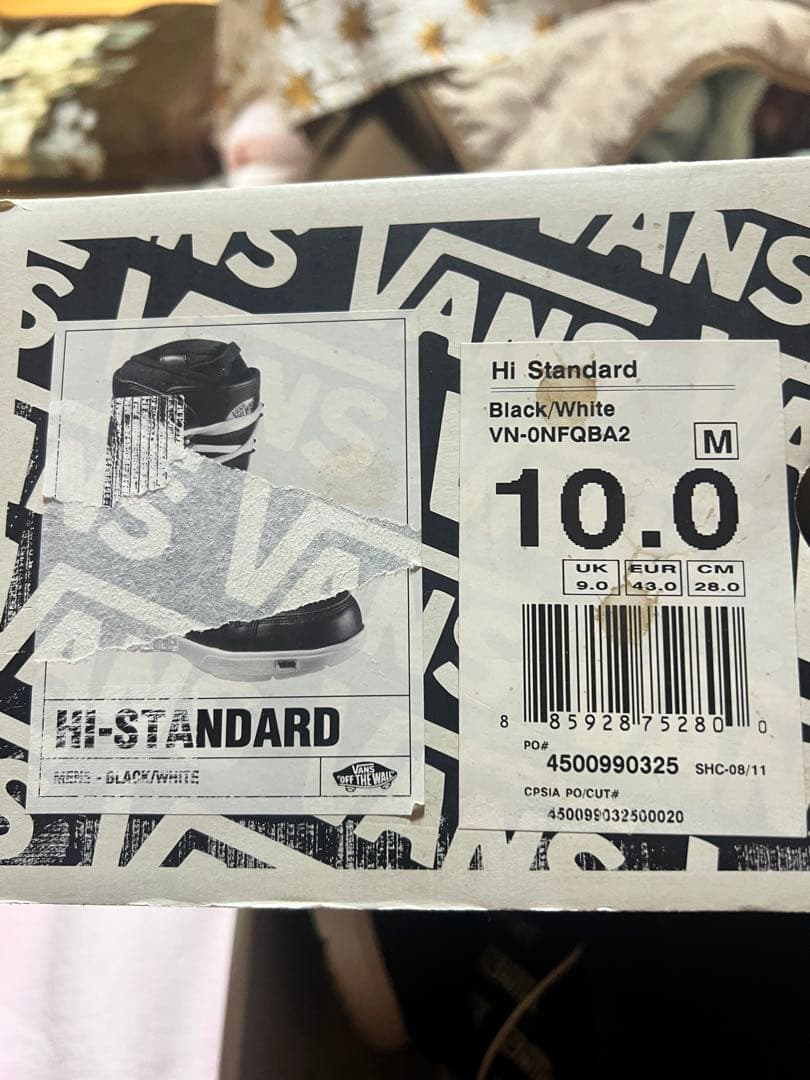 VANS
VANS
VANS
VANS
HI-STANDARD
MENS - BLACK/WHITE
VANS
"OFF THE WALL"
Hi Standard
Black/White
VN-0NFQBA2
M
10.0
UK EUR CM
9.0 43.0 28.0
8 85928 75280 0
PO#
4500990325 SHC-08/11
CPSIA PO/CUT#
450099032500020